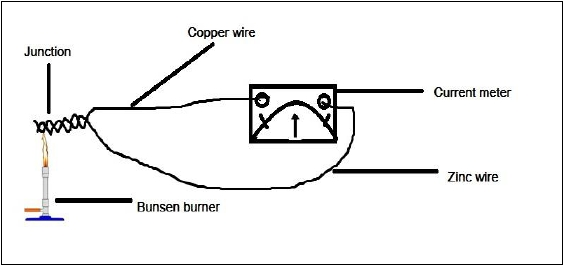 Copper wire
Junction
Current meter
Zinc wire
Bunsen burner